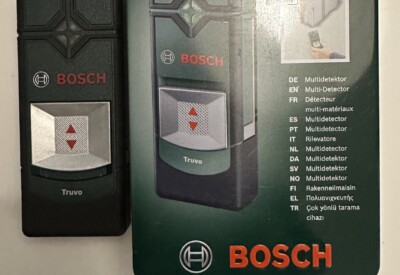 BOSCH
Truvo
BOSCH
Truvo
DE Multidetektor
EN Multi-Detector
FR Détecteur
multi-matériaux
ES Multidetector
PT Multidetector
IT Rilevatore
NL Multidetector
DA Multidetektor
SV Multidetektor
NO Multidetektor
FI Rakenneilmaisin
EL Πολυανιχνευτής
TR Çok yönlü tarama
cihazı
BOSCH